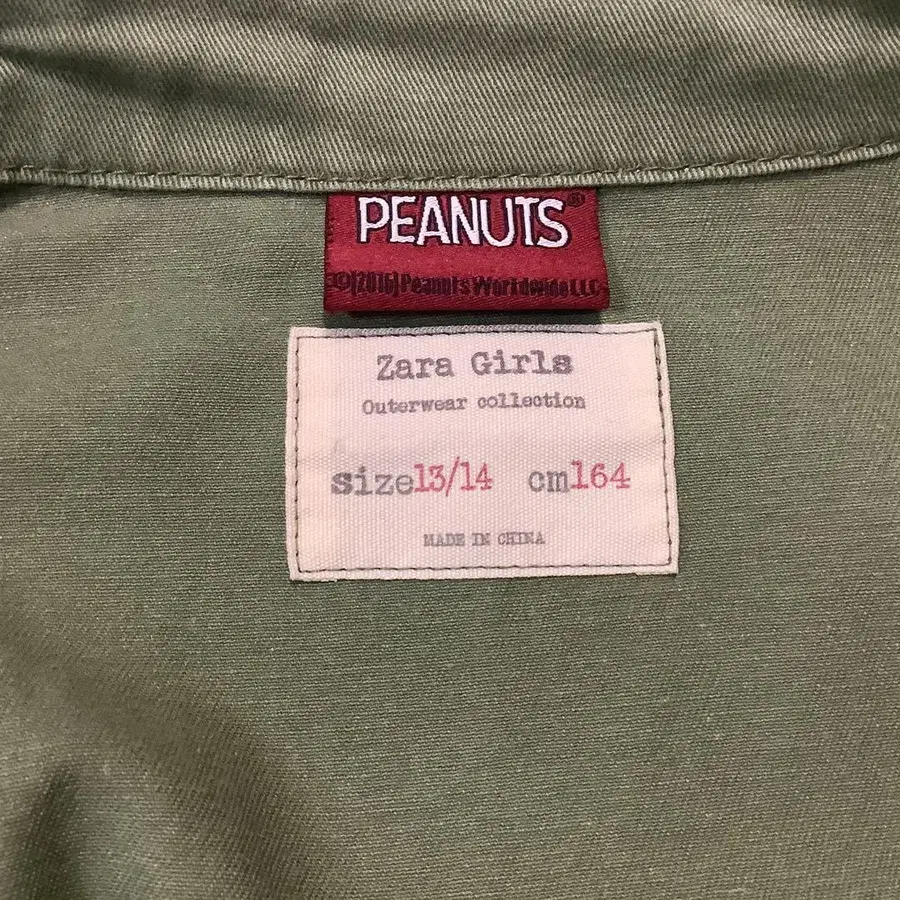 PEANUTS®
©(2016)Peanuts Worldwide LLC
Zara Girls
Outerwear collection
size13/14 cm164
MADE IN CHINA